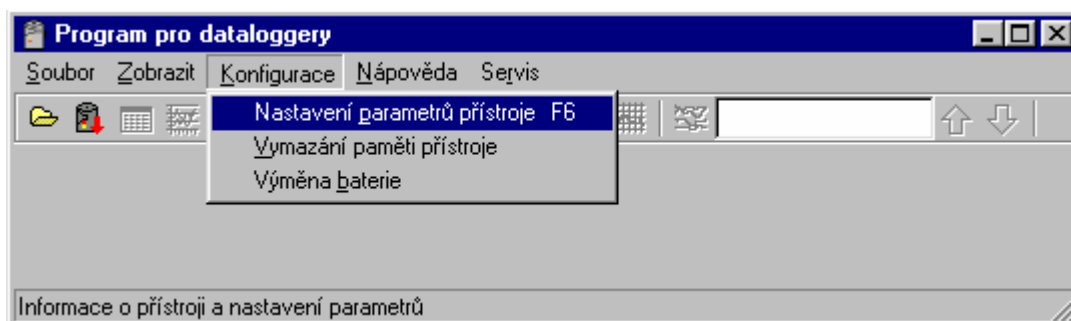 Program pro dataloggery
Soubor Zobrazit Konfigurace Nápověda Servis
Nastavení parametrů přístroje F6
Vymazání paměti přístroje
Výměna baterie
Informace o přístroji a nastavení parametrů